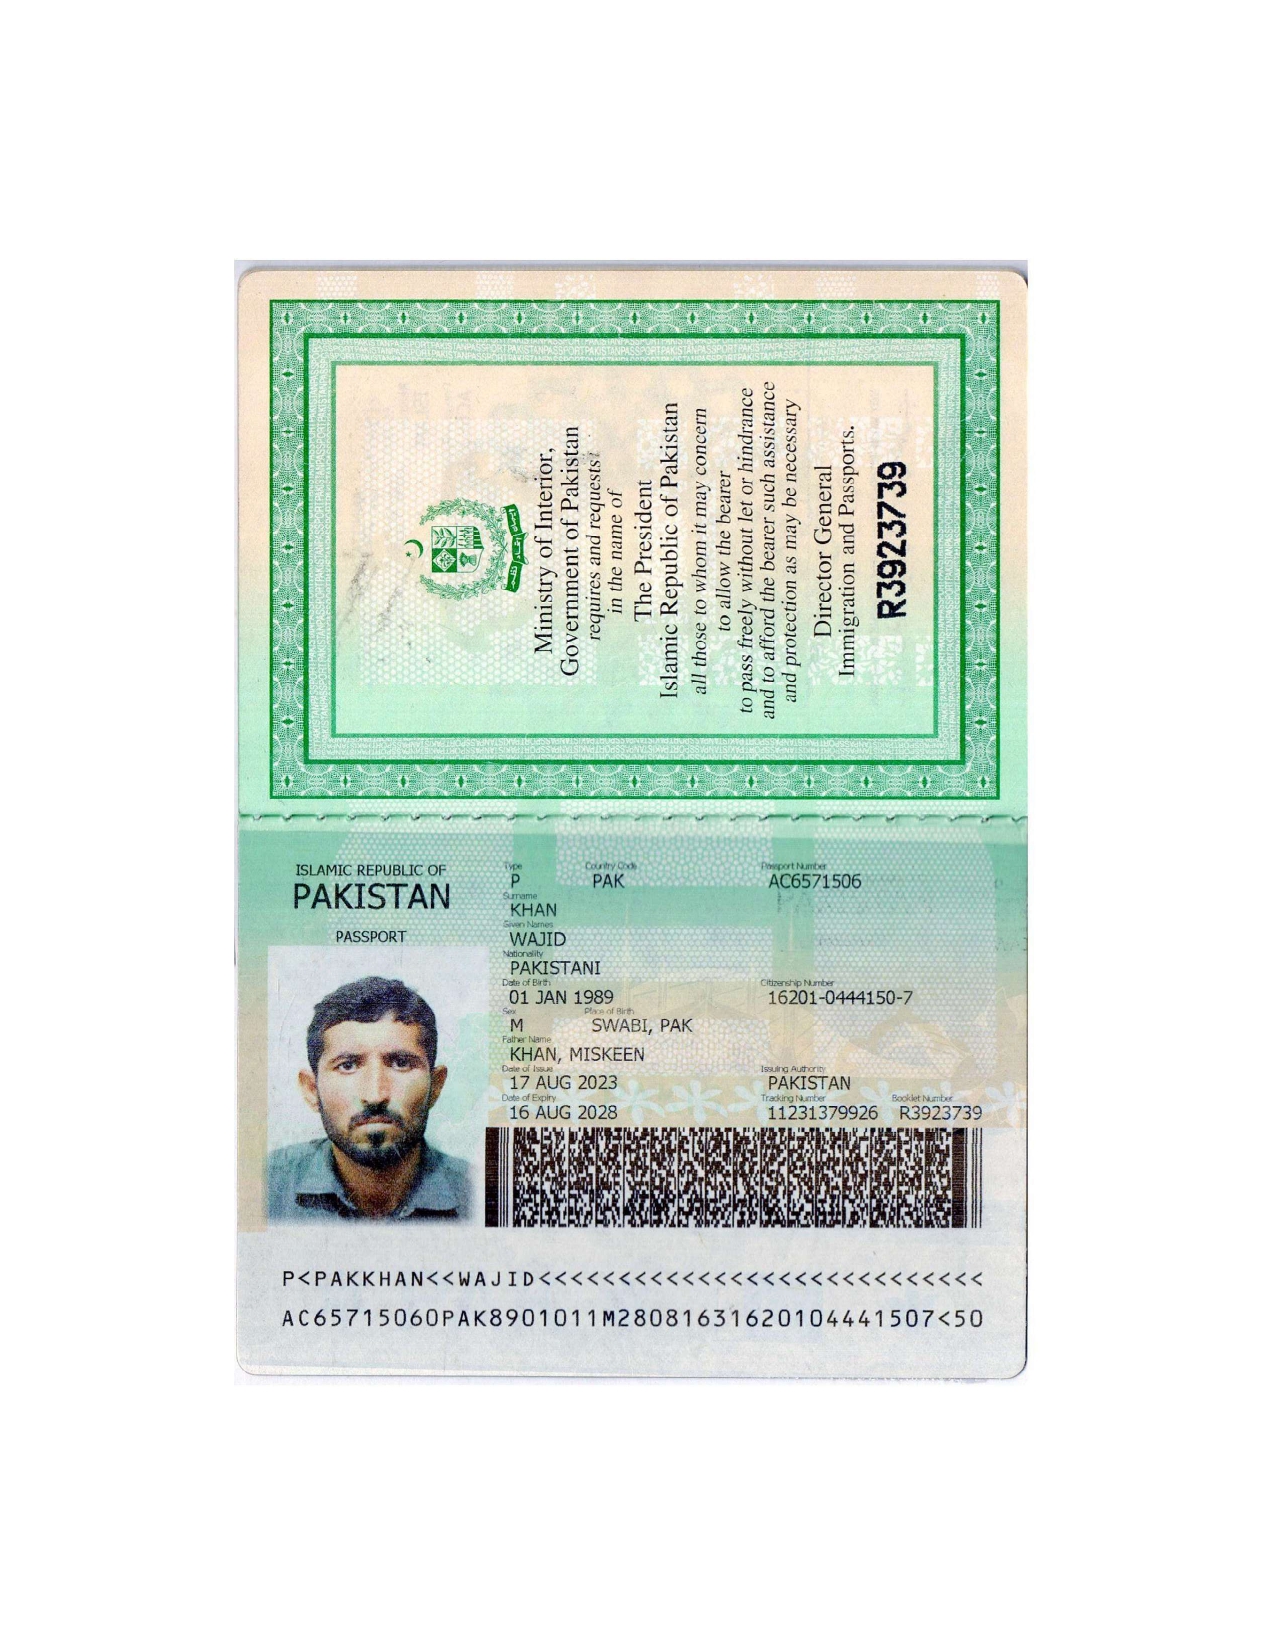 Ministry of Interior,
Government of Pakistan
requires and requests
in the name of
The President
Islamic Republic of Pakistan
all those to whom it may concern
to allow the bearer
to pass freely without let or hindrance
and to afford the bearer such assistance
and protection as may be necessary
Director General
Immigration and Passports.
R3923739
ISLAMIC REPUBLIC OF
PAKISTAN
PASSPORT
Type Country Code Passport Number
P PAK AC6571506
Surname
KHAN
Given Names
WAJID
Nationality
PAKISTANI
Date of Birth Citizenship Number
01 JAN 1989 16201-0444150-7
Sex Place of Birth
M SWABI, PAK
Father Name
KHAN, MISKEEN
Date of Issue Issuing Authority
17 AUG 2023 PAKISTAN
Date of Expiry Tracking Number Booklet Number
16 AUG 2028 11231379926 R3923739
P<PAKKHAN<<WAJID<<<<<<<<<<<<<<<<<<<<<<<<<<<<
AC65715060PAK8901011M28081631620104441507<50